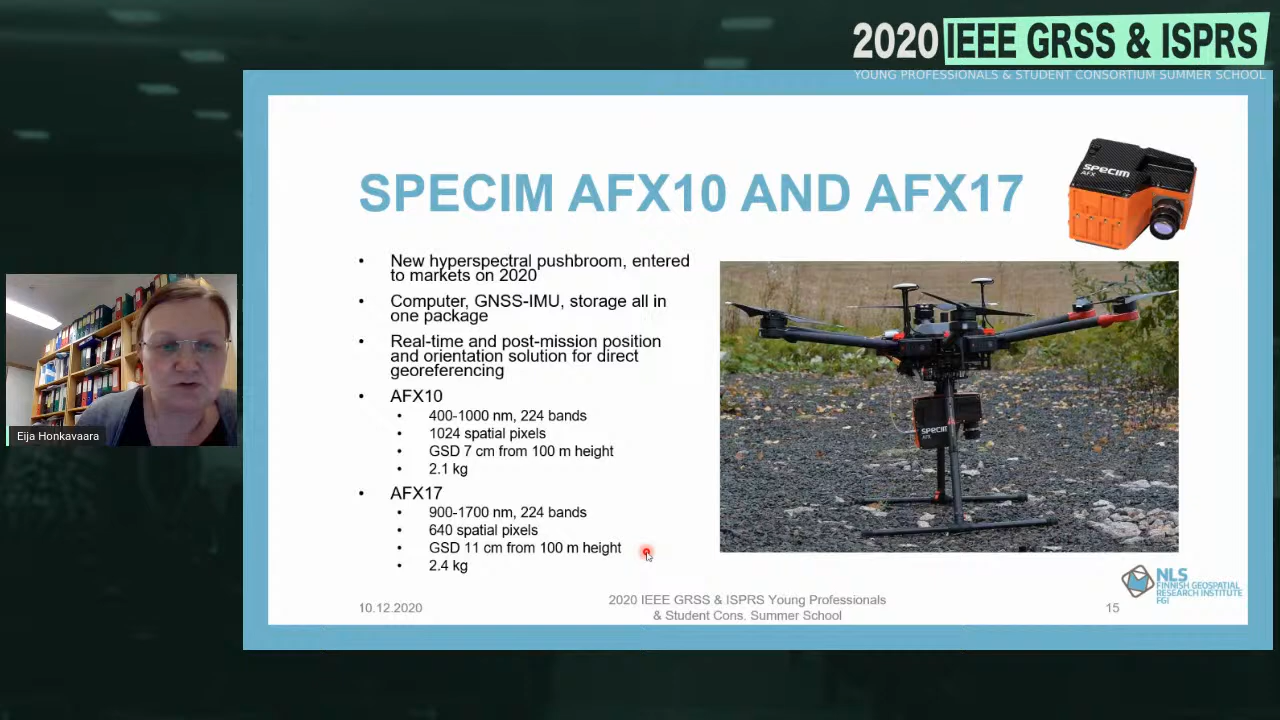 2020 IEEE GRSS & ISPRS
YOUNG PROFESSIONALS & STUDENT CONSORTIUM SUMMER SCHOOL
SPECIM AFX10 AND AFX17
SPECIM
AFX
• New hyperspectral pushbroom, entered
to markets on 2020
• Computer, GNSS-IMU, storage all in
one package
• Real-time and post-mission position
and orientation solution for direct
georeferencing
• AFX10
• 400-1000 nm, 224 bands
• 1024 spatial pixels
• GSD 7 cm from 100 m height
• 2.1 kg
• AFX17
• 900-1700 nm, 224 bands
• 640 spatial pixels
• GSD 11 cm from 100 m height
• 2.4 kg
SPECIM
AFX
Eija Honkavaara
10.12.2020
2020 IEEE GRSS & ISPRS Young Professionals
& Student Cons. Summer School
15
NLS
FINNISH GEOSPATIAL
RESEARCH INSTITUTE
FGI